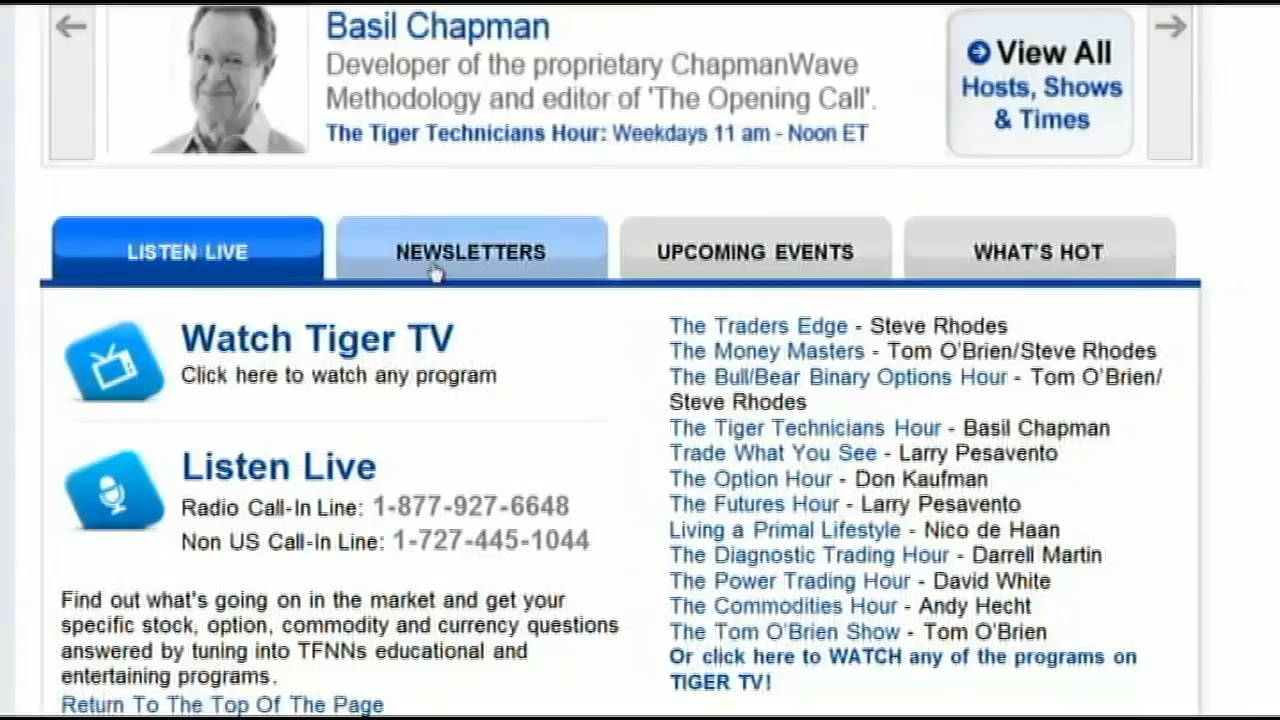 Basil Chapman
Developer of the proprietary ChapmanWave
Methodology and editor of 'The Opening Call'.
The Tiger Technicians Hour: Weekdays 11 am - Noon ET
View All
Hosts, Shows
& Times
LISTEN LIVE
NEWSLETTERS
UPCOMING EVENTS
WHAT'S HOT
Watch Tiger TV
Click here to watch any program
Listen Live
Radio Call-In Line: 1-877-927-6648
Non US Call-In Line: 1-727-445-1044
Find out what's going on in the market and get your
specific stock, option, commodity and currency questions
answered by tuning into TFNNs educational and
entertaining programs.
Return To The Top Of The Page
The Traders Edge - Steve Rhodes
The Money Masters - Tom O'Brien/Steve Rhodes
The Bull/Bear Binary Options Hour - Tom O'Brien/
Steve Rhodes
The Tiger Technicians Hour - Basil Chapman
Trade What You See - Larry Pesavento
The Option Hour - Don Kaufman
The Futures Hour - Larry Pesavento
Living a Primal Lifestyle - Nico de Haan
The Diagnostic Trading Hour - Darrell Martin
The Power Trading Hour - David White
The Commodities Hour - Andy Hecht
The Tom O'Brien Show - Tom O'Brien
Or click here to WATCH any of the programs on
TIGER TV!